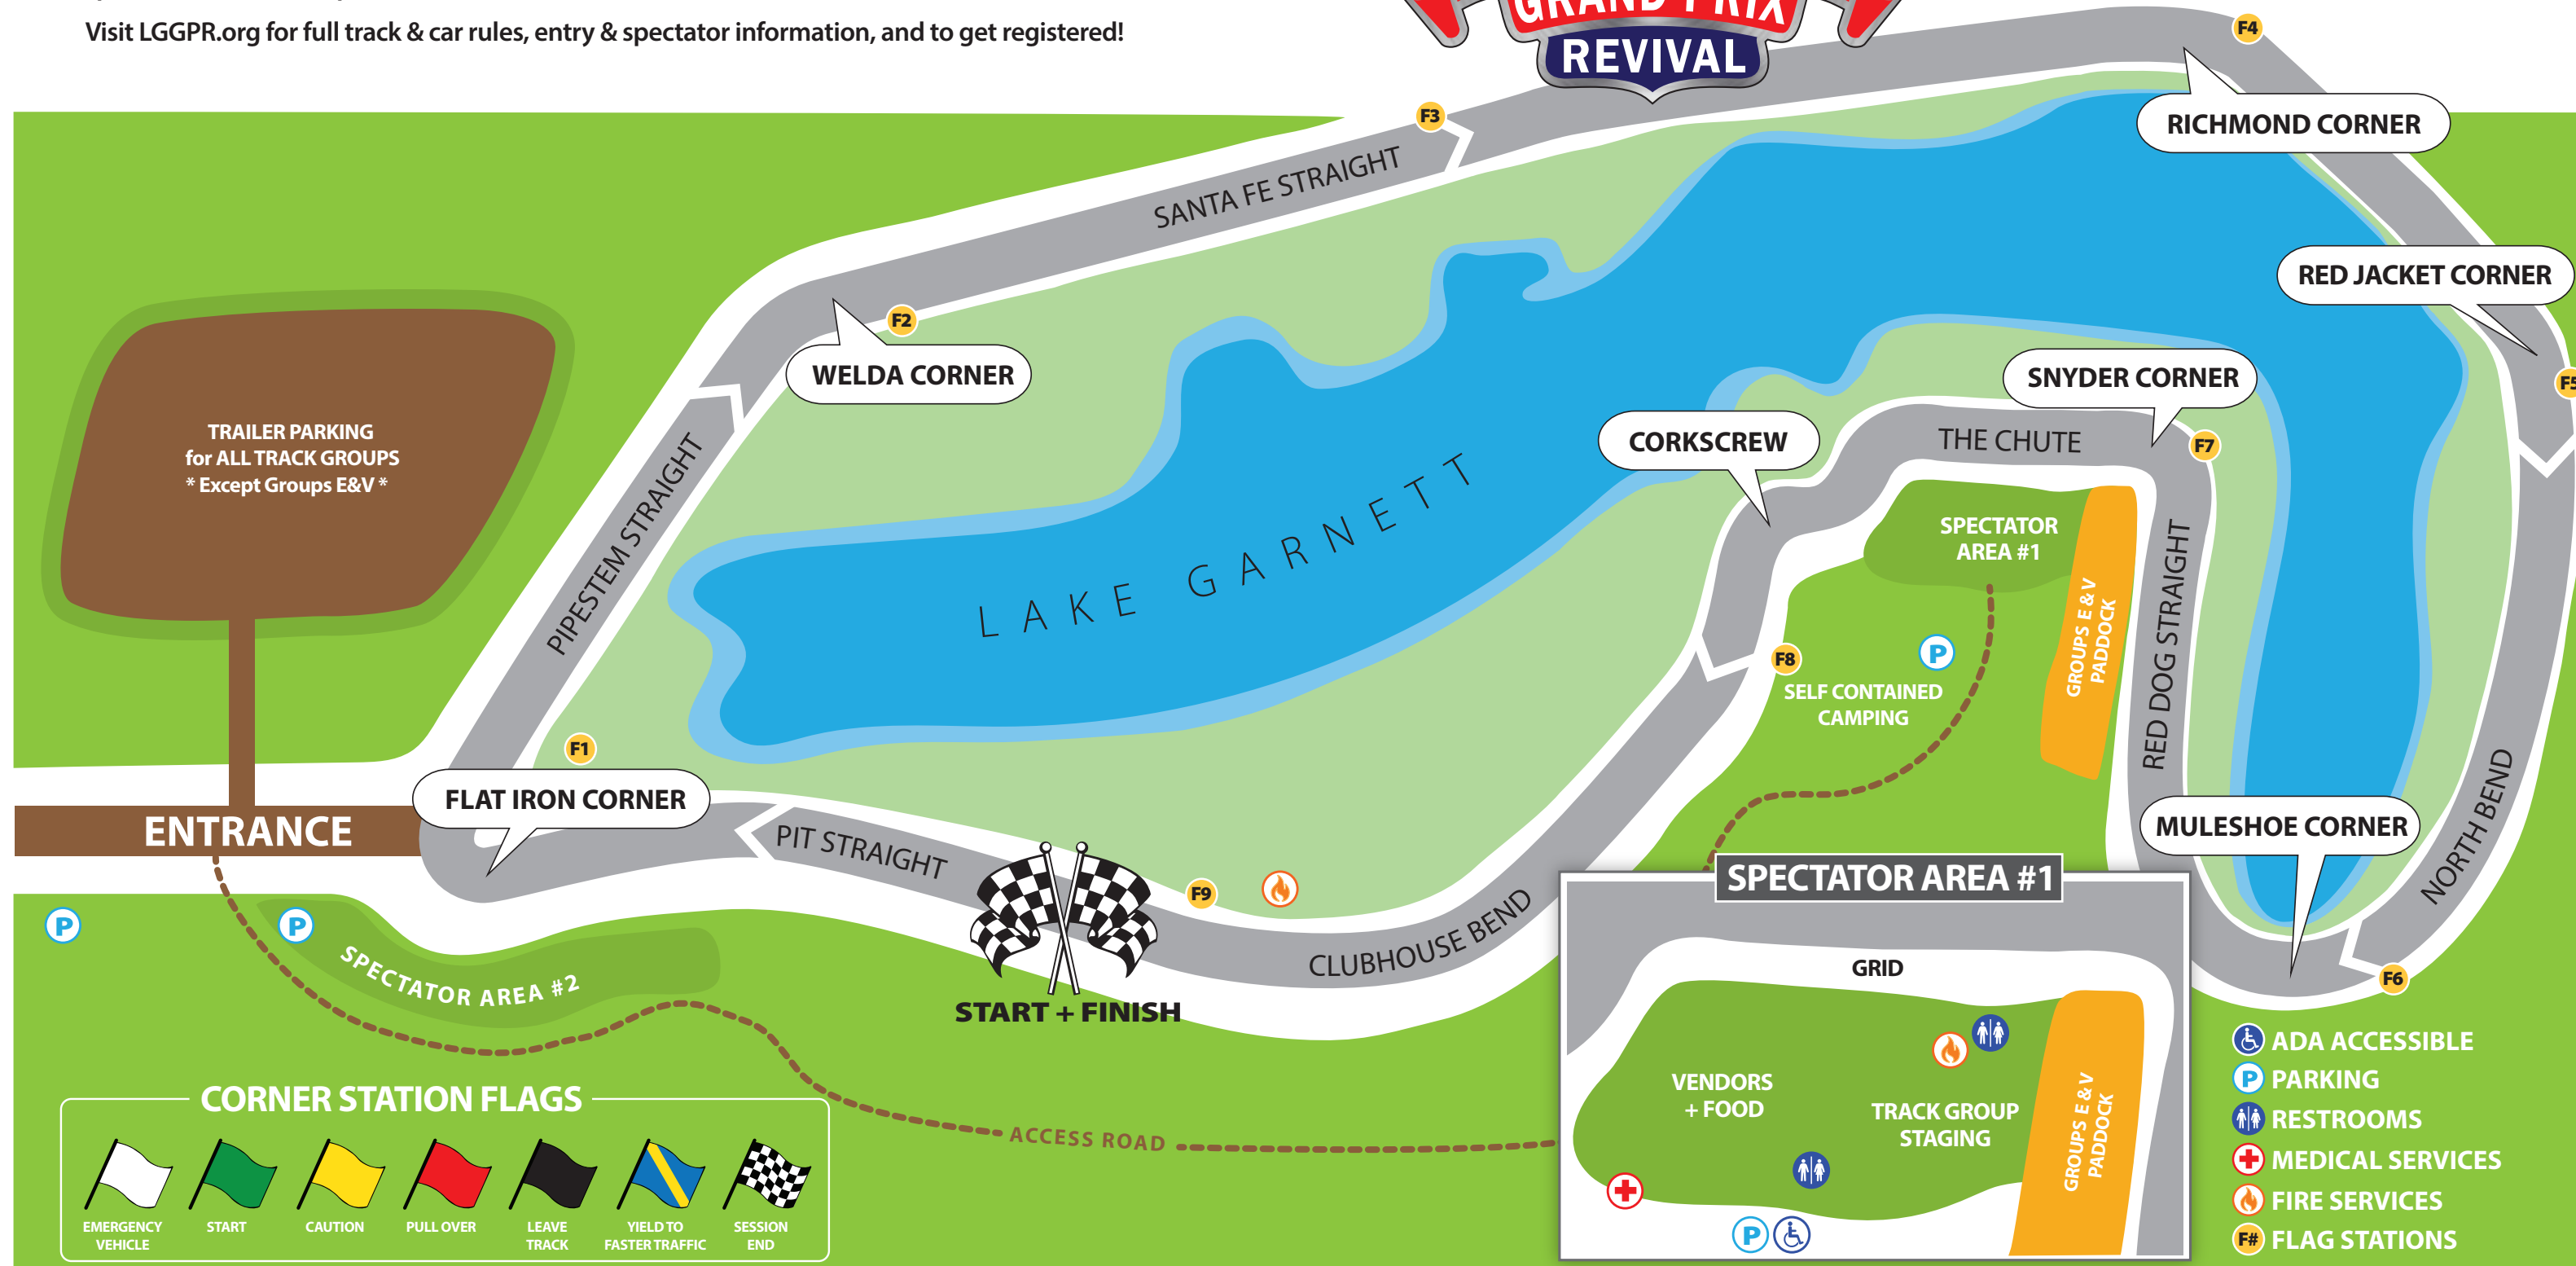 Visit LGGPR.org for full track & car rules, entry & spectator information, and to get registered!
GRAND PRIX
REVIVAL
F4
RICHMOND CORNER
F3
SANTA FE STRAIGHT
RED JACKET CORNER
F5
F2
WELDA CORNER
SNYDER CORNER
F7
THE CHUTE
CORKSCREW
TRAILER PARKING
for ALL TRACK GROUPS
* Except Groups E&V *
PIPESTEM STRAIGHT
LAKE GARNETT
SPECTATOR
AREA #1
GROUPS E & V
PADDOCK
RED DOG STRAIGHT
P
F8
SELF CONTAINED
CAMPING
F1
FLAT IRON CORNER
ENTRANCE
PIT STRAIGHT
MULESHOE CORNER
NORTH BEND
F9
CLUBHOUSE BEND
START + FINISH
F6
P
P
SPECTATOR AREA #2
ACCESS ROAD
SPECTATOR AREA #1
GRID
VENDORS
+ FOOD
TRACK GROUP
STAGING
GROUPS E & V
PADDOCK
P
CORNER STATION FLAGS
EMERGENCY
VEHICLE
START
CAUTION
PULL OVER
LEAVE
TRACK
YIELD TO
FASTER TRAFFIC
SESSION
END
ADA ACCESSIBLE
P PARKING
RESTROOMS
MEDICAL SERVICES
FIRE SERVICES
F# FLAG STATIONS